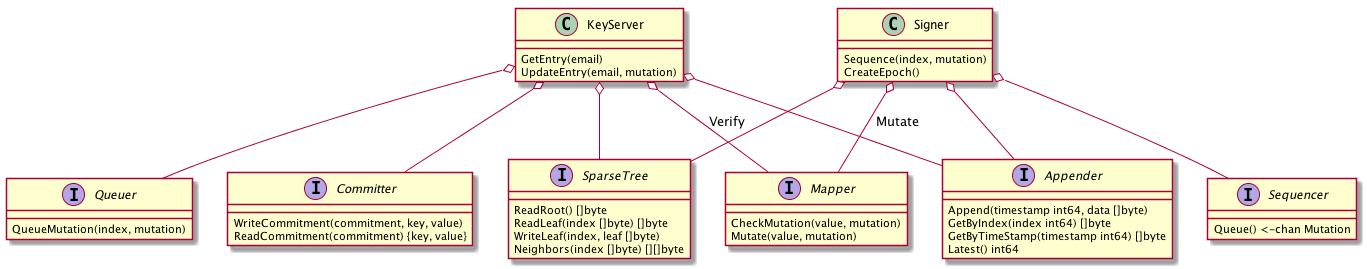 C KeyServer
GetEntry(email)
UpdateEntry(email, mutation)
C Signer
Sequence(index, mutation)
CreateEpoch()
Verify
Mutate
I Queuer
QueueMutation(index, mutation)
I Committer
WriteCommitment(commitment, key, value)
ReadCommitment(commitment) {key, value}
I SparseTree
ReadRoot() []byte
ReadLeaf(index []byte) []byte
WriteLeaf(index, leaf []byte)
Neighbors(index []byte) [][]byte
I Mapper
CheckMutation(value, mutation)
Mutate(value, mutation)
I Appender
Append(timestamp int64, data []byte)
GetByIndex(index int64) []byte
GetByTimeStamp(timestamp int64) []byte
Latest() int64
I Sequencer
Queue() <-chan Mutation